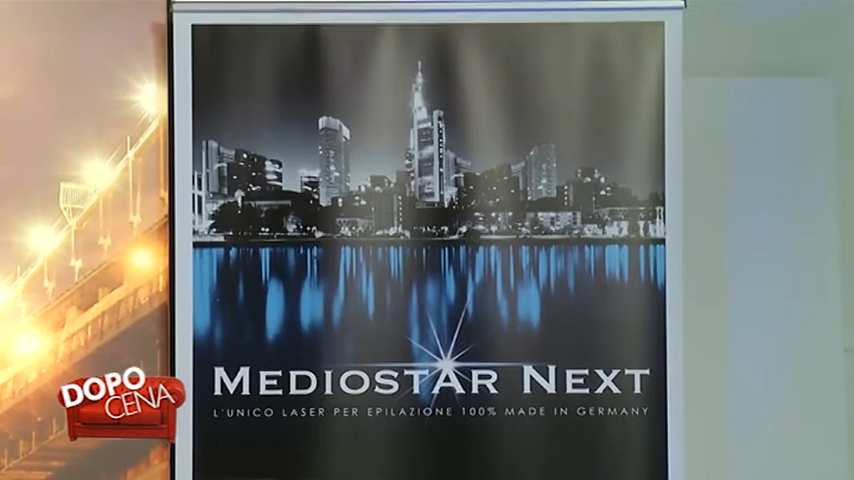 MEDIOSTAR NEXT
L'UNICO LASER PER EPILAZIONE 100% MADE IN GERMANY
DOPO
CENA